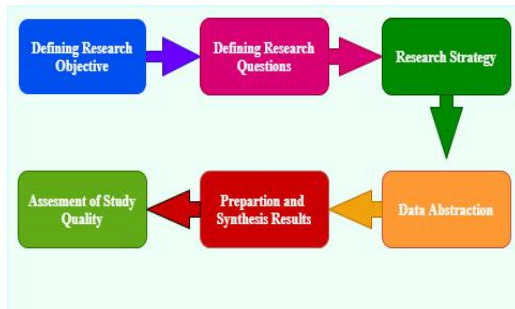 Defining Research
Objective
Defining Research
Questions
Research Strategy
Assesment of Study
Quality
Prepartion and
Synthesis Results
Data Abstraction